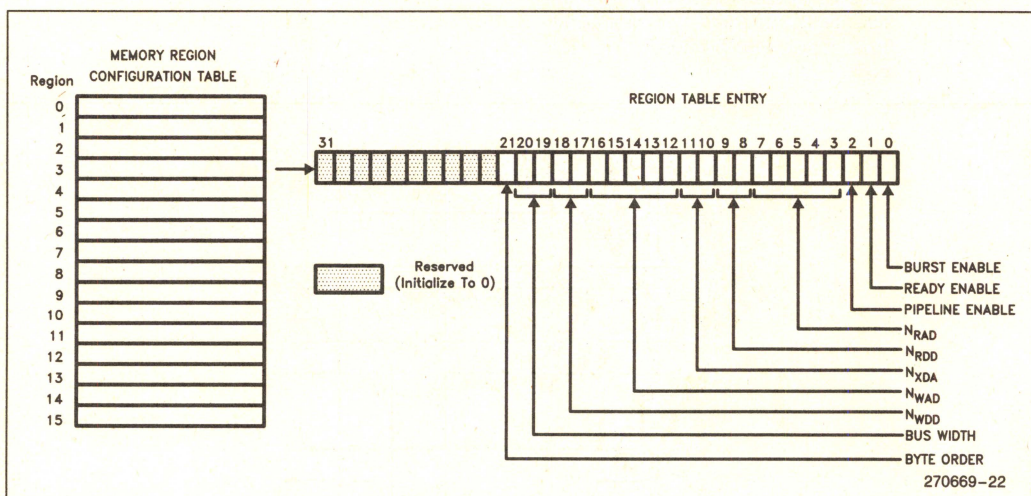 MEMORY REGION
CONFIGURATION TABLE
Region
0
1
2
3
4
5
6
7
8
9
10
11
12
13
14
15
REGION TABLE ENTRY
31 21 20 19 18 17 16 15 14 13 12 11 10 9 8 7 6 5 4 3 2 1 0
Reserved
(Initialize To 0)
BURST ENABLE
READY ENABLE
PIPELINE ENABLE
NRAD
NRDD
NXDA
NWAD
NWDD
BUS WIDTH
BYTE ORDER
270669-22